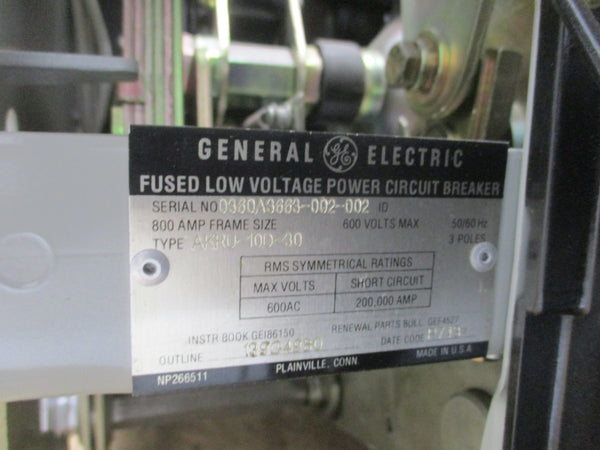 GENERAL GE ELECTRIC
FUSED LOW VOLTAGE POWER CIRCUIT BREAKER
SERIAL NO 0360A3663-002-002 ID
800 AMP FRAME SIZE 600 VOLTS MAX 50/60 Hz
TYPE AKRU-10D-30 3 POLES
RMS SYMMETRICAL RATINGS
MAX VOLTS SHORT CIRCUIT
600AC 200,000 AMP
INSTR BOOK GEI86150 RENEWAL PARTS BULL GEF4527
OUTLINE DATE CODE
NP266511 PLAINVILLE, CONN. MADE IN U.S.A.